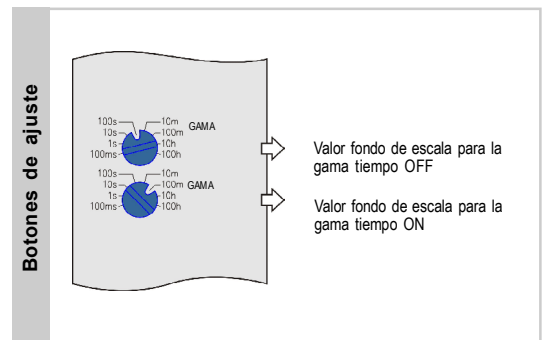 Botones de ajuste
100s 10m GAMA
10s 100m
1s 10h
100ms 100h
100s 10m
10s 100m GAMA
1s 10h
100ms 100h
Valor fondo de escala para la
gama tiempo OFF
Valor fondo de escala para la
gama tiempo ON